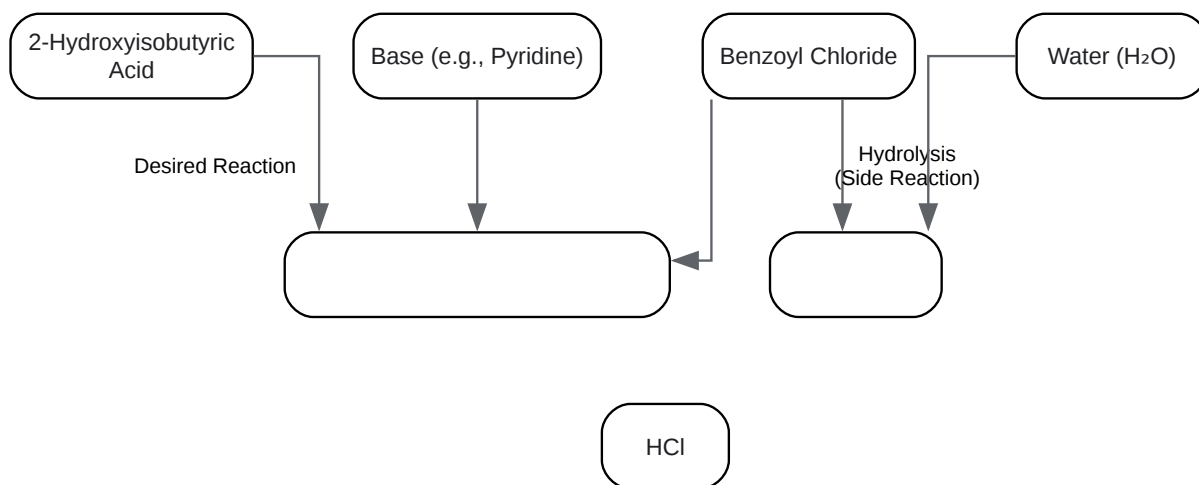 2-Hydroxyisobutyric
Acid
Base (e.g., Pyridine)
Benzoyl Chloride
Water (H₂O)
Desired Reaction
Hydrolysis
(Side Reaction)
HCl